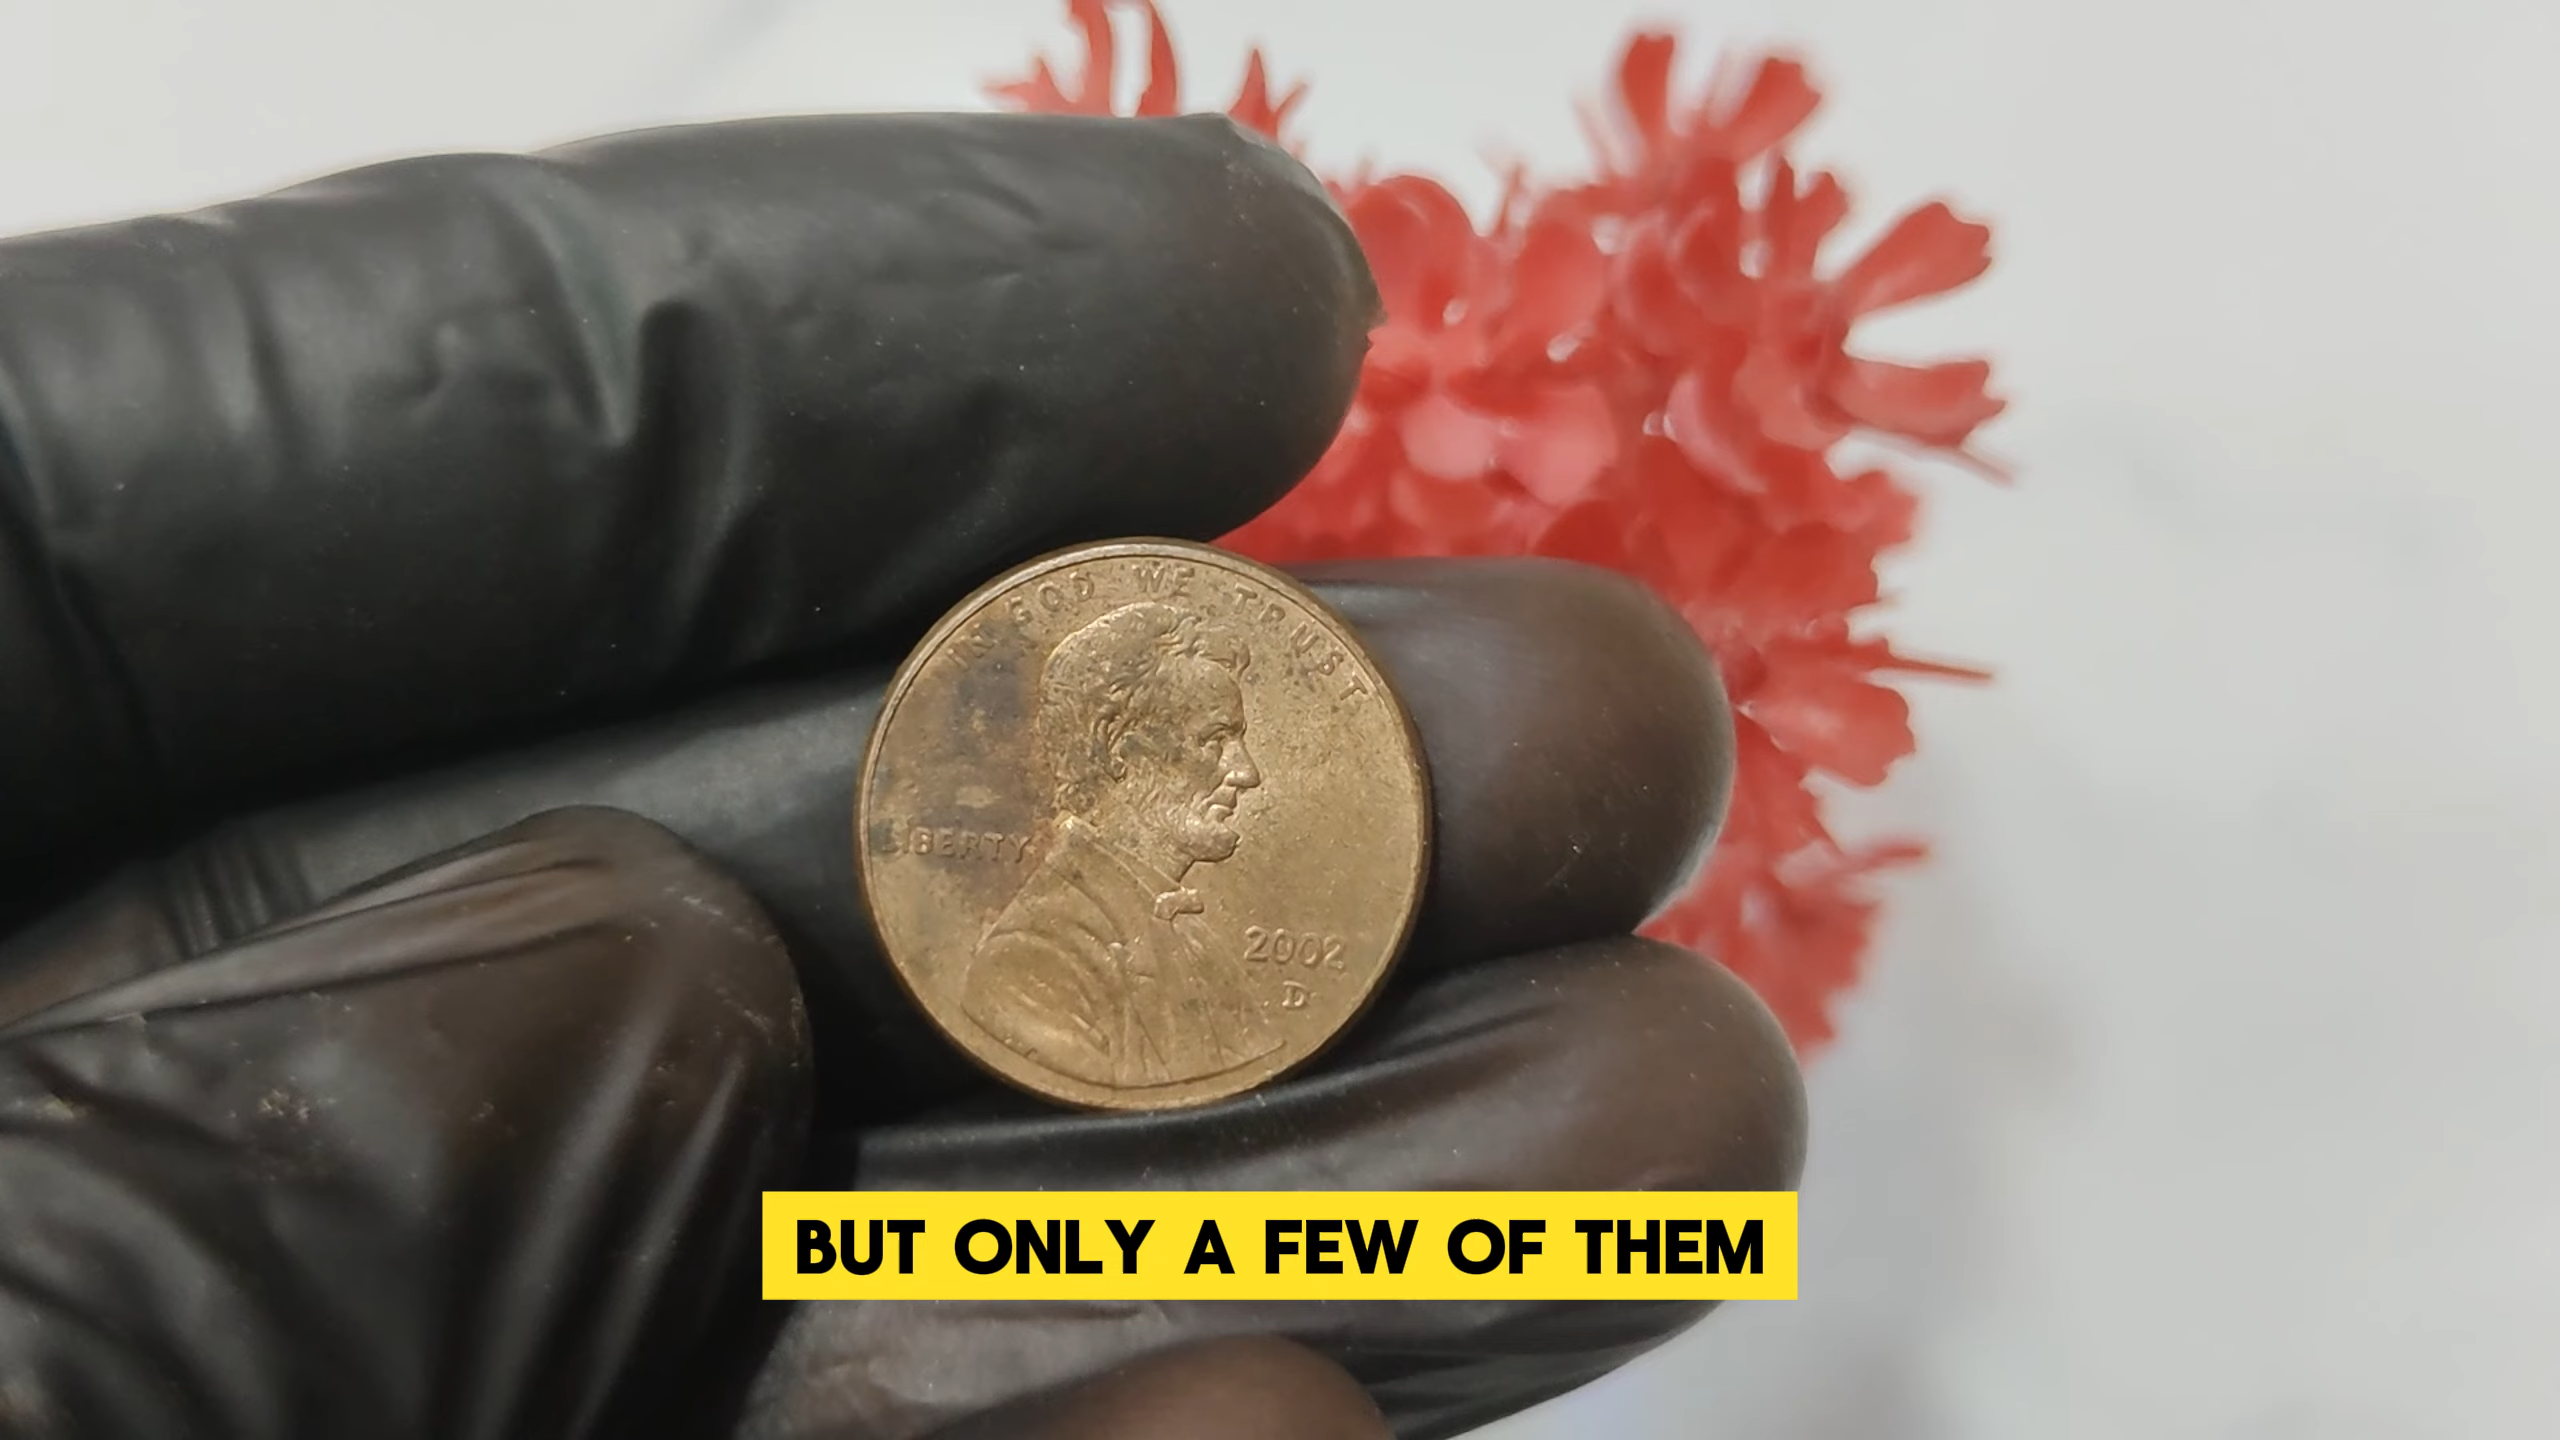 IN GOD WE TRUST
LIBERTY
2002
D
BUT ONLY A FEW OF THEM